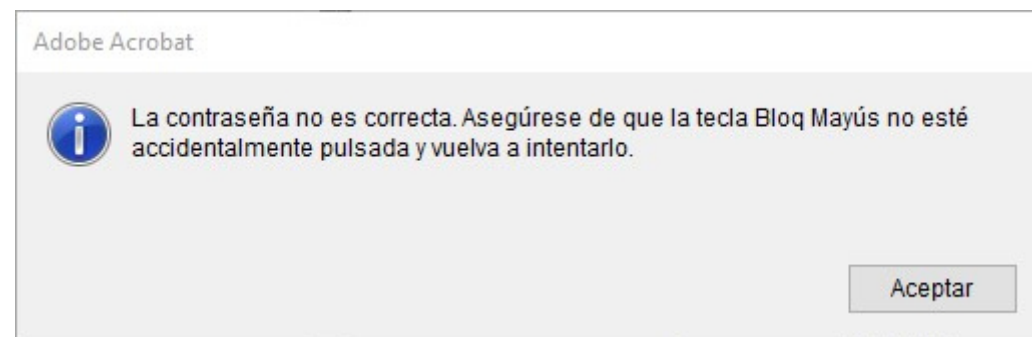 Adobe Acrobat
La contraseña no es correcta. Asegúrese de que la tecla Bloq Mayús no esté
accidentalmente pulsada y vuelva a intentarlo.
Aceptar